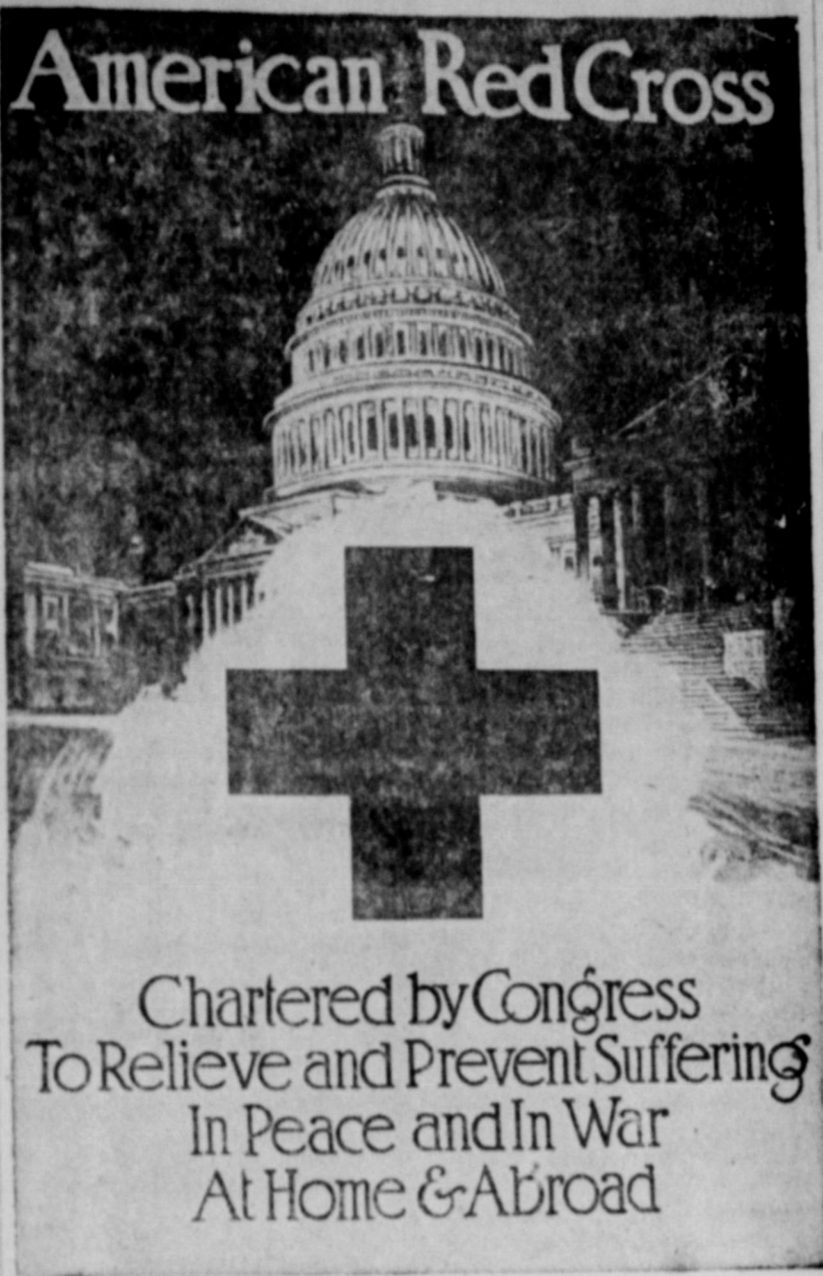 American Red Cross
Chartered by Congress
To Relieve and Prevent Suffering
In Peace and In War
At Home & Abroad